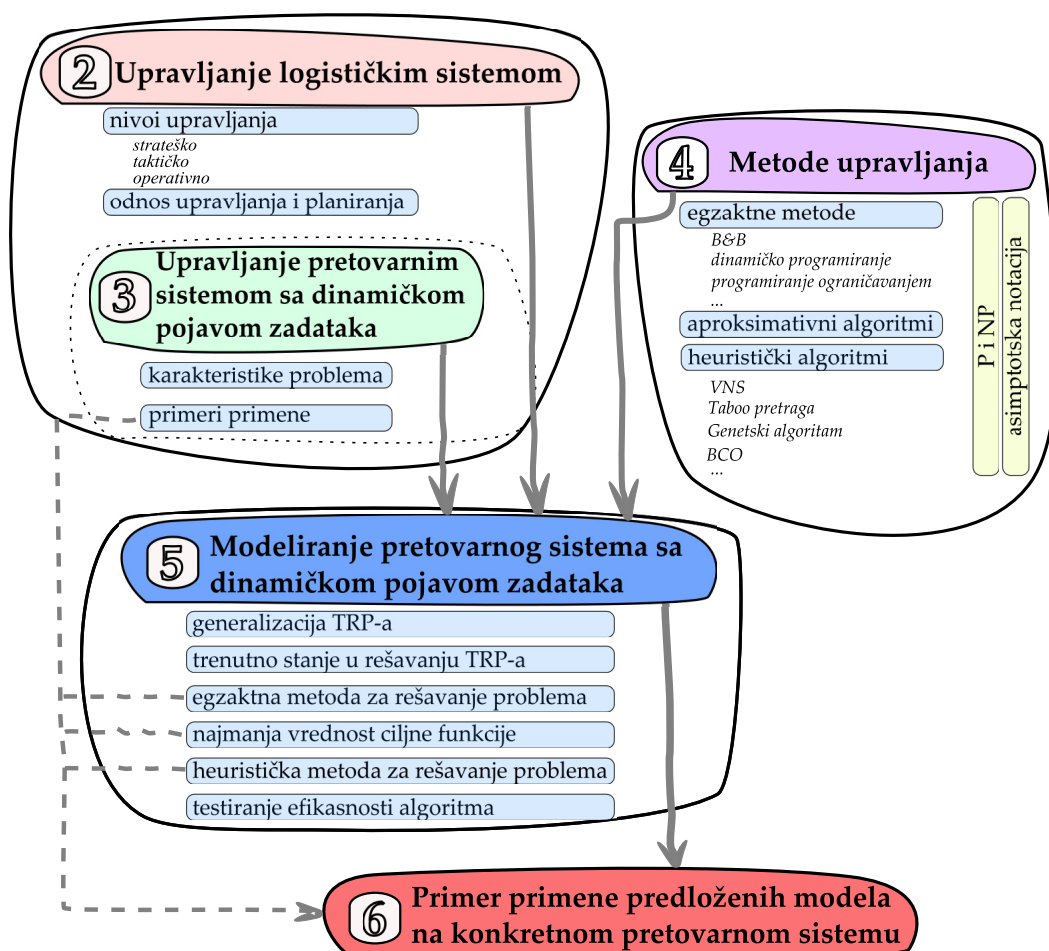 2 Upravljanje logističkim sistemom
nivoi upravljanja
strateško
taktičko
operativno
odnos upravljanja i planiranja
3
Upravljanje pretovarnim
sistemom sa dinamičkom
pojavom zadataka
karakteristike problema
primeri primene
4 Metode upravljanja
egzaktne metode
B&B
dinamičko programiranje
programiranje ograničavanjem
...
aproksimativni algoritmi
heuristički algoritmi
VNS
Taboo pretraga
Genetski algoritam
BCO
...
P i NP
asimptotska notacija
5
Modeliranje pretovarnog sistema sa
dinamičkom pojavom zadataka
generalizacija TRP-a
trenutno stanje u rešavanju TRP-a
egzaktna metoda za rešavanje problema
najmanja vrednost ciljne funkcije
heuristička metoda za rešavanje problema
testiranje efikasnosti algoritma
6
Primer primene predloženih modela
na konkretnom pretovarnom sistemu